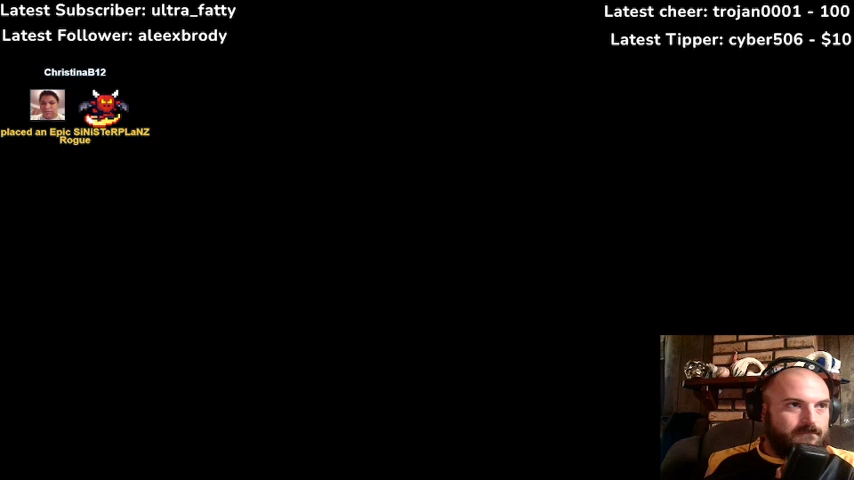 Latest Subscriber: ultra_fatty
Latest Follower: aleexbrody
Latest cheer: trojan0001 - 100
Latest Tipper: cyber506 - $10
ChristinaB12
placed an Epic SiNiSTeRPLaNZ
Rogue